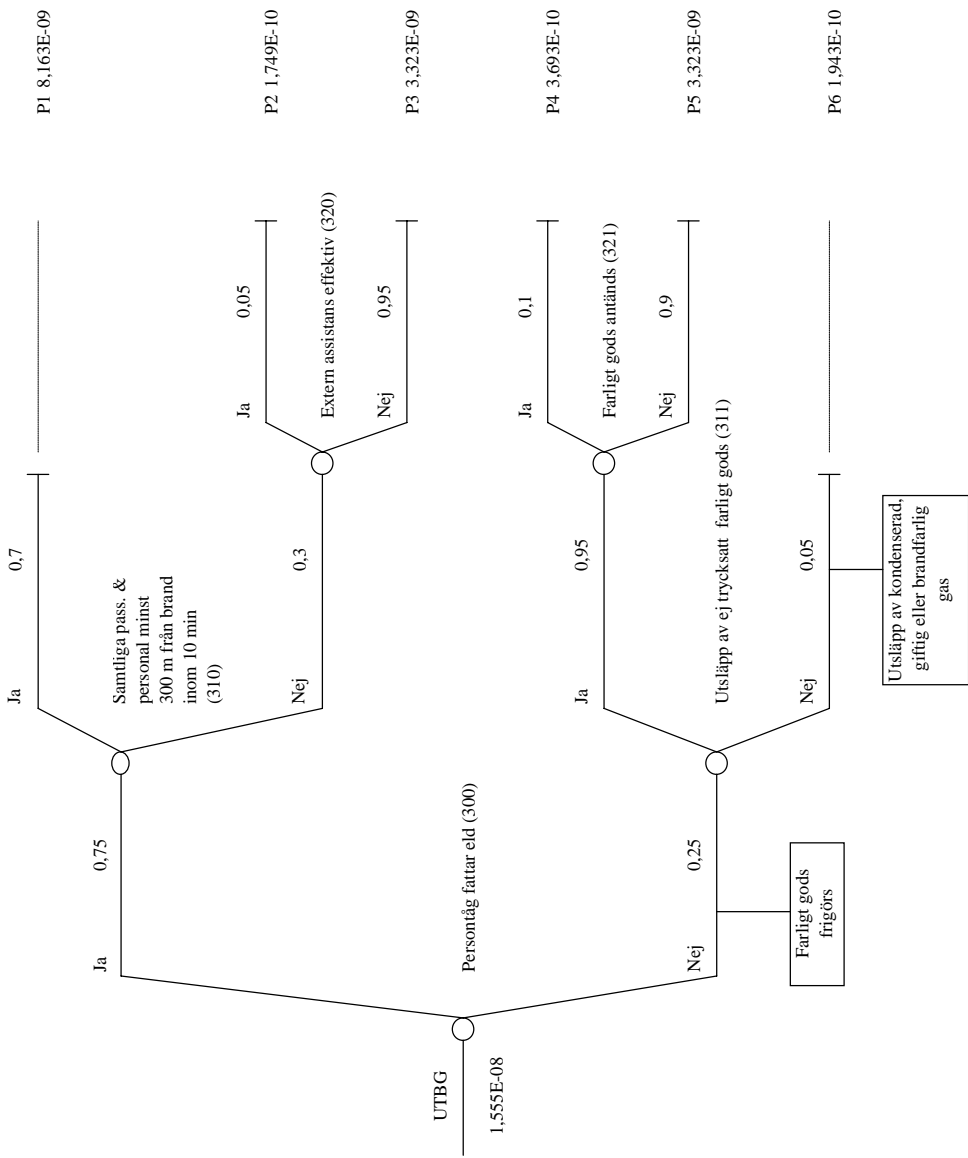 UTBG
1,555E-08
Persontåg fattar eld (300)
Ja
0,75
Nej
0,25
Farligt gods
frigörs
Samtliga pass. &
personal minst
300 m från brand
inom 10 min
(310)
Ja
0,7
P1 8,163E-09
Nej
0,3
Extern assistans effektiv (320)
Ja
0,05
P2 1,749E-10
Nej
0,95
P3 3,323E-09
Utsläpp av ej trycksatt farligt gods (311)
Ja
0,95
Farligt gods antänds (321)
Ja
0,1
P4 3,693E-10
Nej
0,9
P5 3,323E-09
Nej
0,05
P6 1,943E-10
Utsläpp av kondenserad,
giftig eller brandfarlig
gas